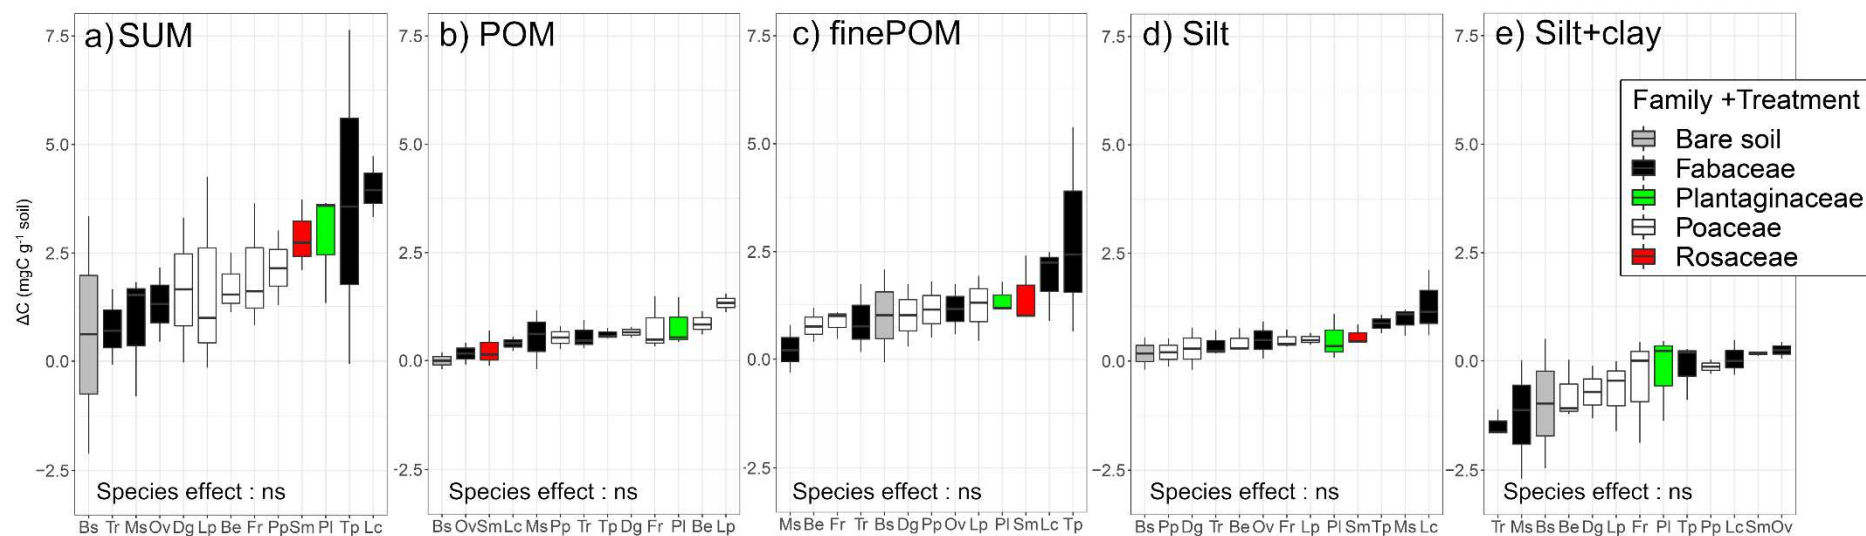 a) SUM
b) POM
c) finePOM
d) Silt
e) Silt+clay
ΔC (mgC g⁻¹ soil)
7.5
5.0
2.5
0.0
−2.5
Species effect : ns
Bs Tr Ms Ov Dg Lp Be Fr Pp Sm Pl Tp Lc
7.5
5.0
2.5
0.0
-2.5
Species effect : ns
Bs Ov Sm Lc Ms Pp Tr Tp Dg Fr Pl Be Lp
7.5
5.0
2.5
0.0
-2.5
Species effect : ns
Ms Be Fr Tr Bs Dg Pp Ov Lp Pl Sm Lc Tp
7.5
5.0
2.5
0.0
−2.5
Species effect : ns
Bs Pp Dg Tr Be Ov Fr Lp Pl Sm Tp Ms Lc
7.5
5.0
2.5
0.0
−2.5
Species effect : ns
Tr Ms Bs Be Dg Lp Fr Pl Tp Pp Lc Sm Ov
Family +Treatment
Bare soil
Fabaceae
Plantaginaceae
Poaceae
Rosaceae